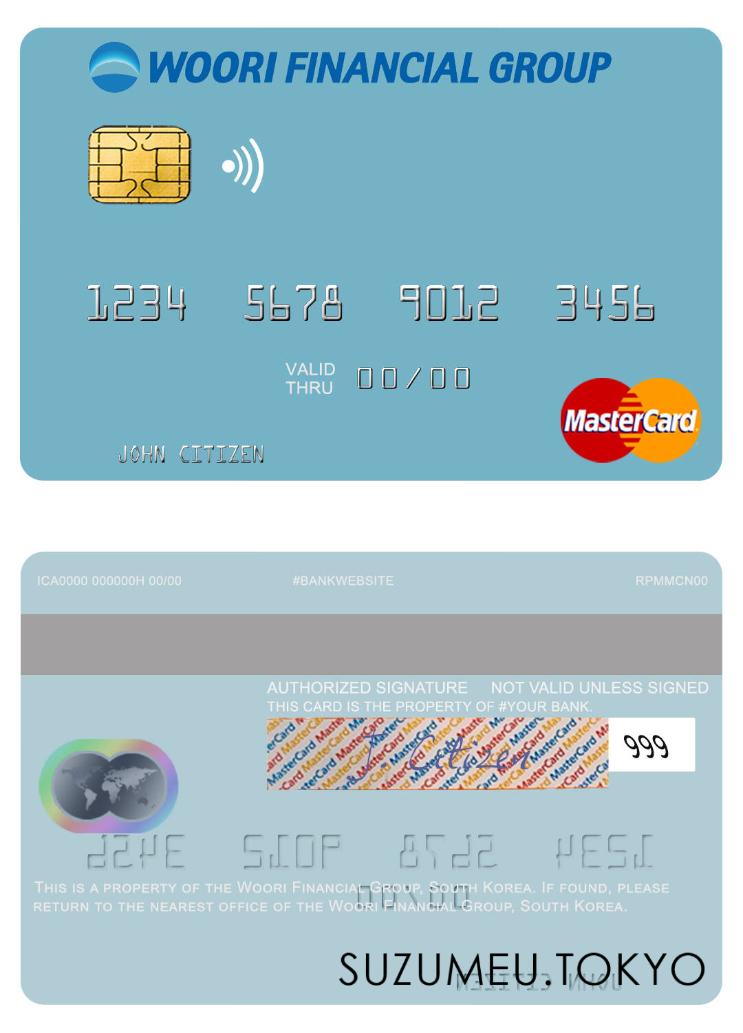 WOORI FINANCIAL GROUP
1234 5678 9012 3456
VALID THRU 00/00
MasterCard
JOHN CITIZEN
ICA0000 000000H 00/00 #BANKWEBSITE RPMMCN00
AUTHORIZED SIGNATURE NOT VALID UNLESS SIGNED
THIS CARD IS THE PROPERTY OF #YOUR BANK.
J. Citizen 999
THIS IS A PROPERTY OF THE WOORI FINANCIAL GROUP, SOUTH KOREA. IF FOUND, PLEASE
RETURN TO THE NEAREST OFFICE OF THE WOORI FINANCIAL GROUP, SOUTH KOREA.
SUZUMEU.TOKYO